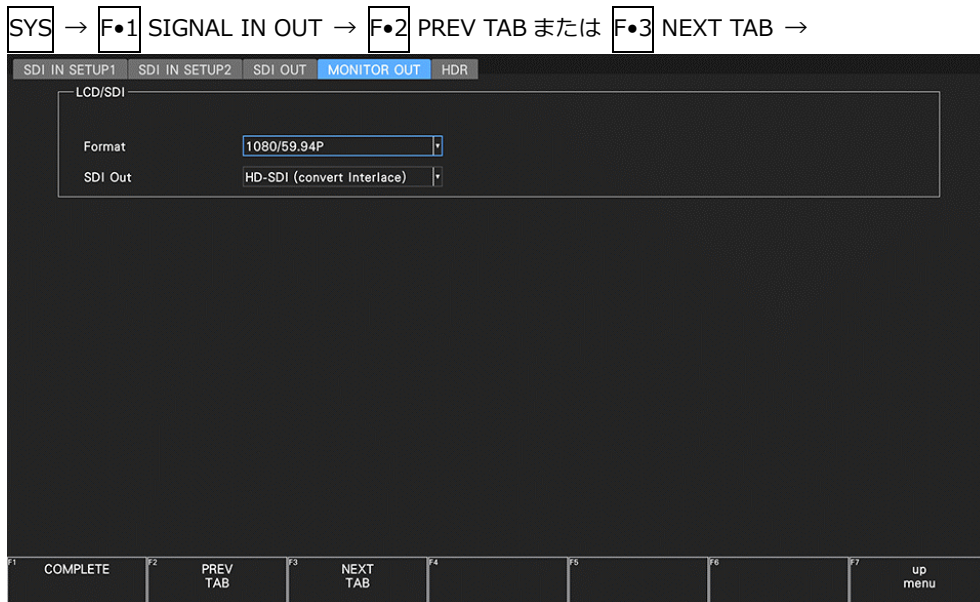 SYS → F•1 SIGNAL IN OUT → F•2 PREV TAB または F•3 NEXT TAB →
SDI IN SETUP1 SDI IN SETUP2 SDI OUT MONITOR OUT HDR
LCD/SDI
Format 1080/59.94P
SDI Out HD-SDI (convert Interlace)
F1 COMPLETE F2 PREV TAB F3 NEXT TAB F4 F5 F6 F7 up menu